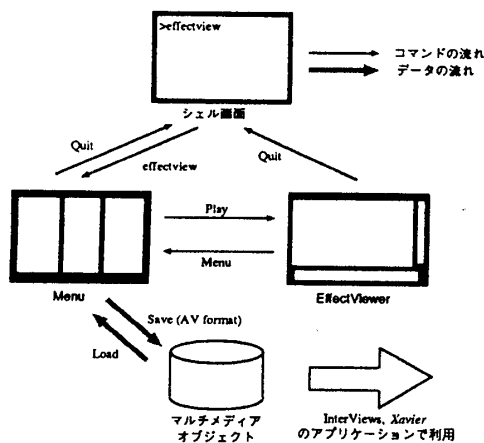 >effectview
コマンドの流れ
データの流れ
シェル画面
Quit
effectview
Quit
Play
Menu
Menu
EffectViewer
Save (AV format)
Load
マルチメディア
オブジェクト
InterViews, Xavier
のアプリケーションで利用